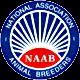 NATIONAL ASSOCIATION
NAAB
ANIMAL BREEDERS